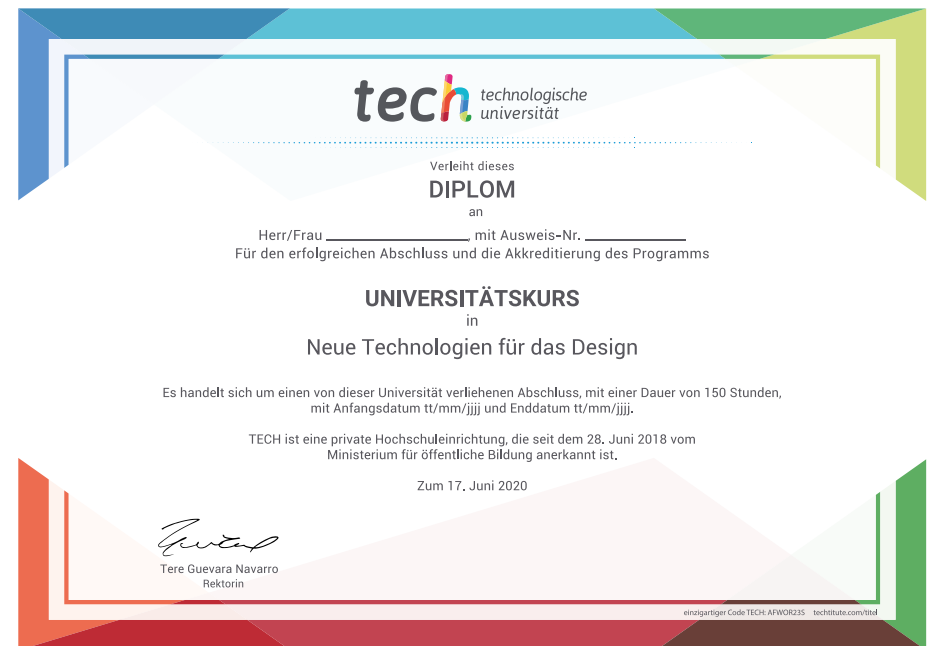 tech technologische
universität
Verleiht dieses
DIPLOM
an
Herr/Frau ________________, mit Ausweis-Nr. ____________
Für den erfolgreichen Abschluss und die Akkreditierung des Programms
UNIVERSITÄTSKURS
in
Neue Technologien für das Design
Es handelt sich um einen von dieser Universität verliehenen Abschluss, mit einer Dauer von 150 Stunden,
mit Anfangsdatum tt/mm/jjjj und Enddatum tt/mm/jjjj.
TECH ist eine private Hochschuleinrichtung, die seit dem 28. Juni 2018 vom
Ministerium für öffentliche Bildung anerkannt ist.
Zum 17. Juni 2020
Tere Guevara Navarro
Rektorin
einzigartiger Code TECH: AFWOR23S techtitute.com/titel